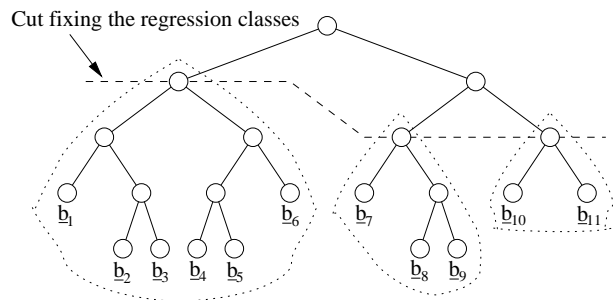 Cut fixing the regression classes
b1
b6
b7
b10
b11
b2
b3
b4
b5
b8
b9